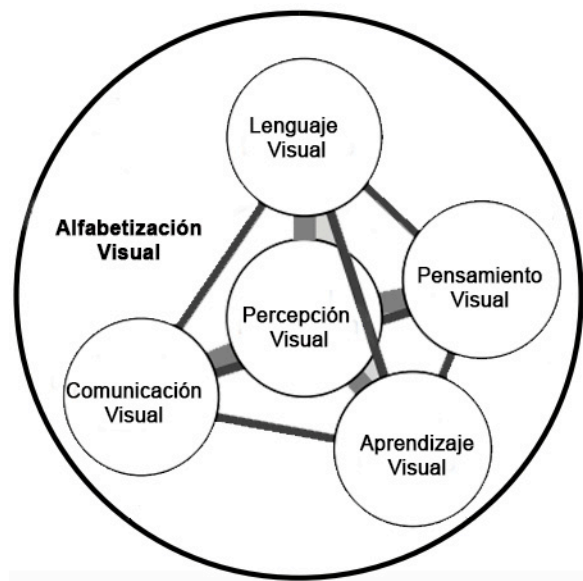 Lenguaje
Visual
Alfabetización
Visual
Pensamiento
Visual
Percepción
Visual
Comunicación
Visual
Aprendizaje
Visual